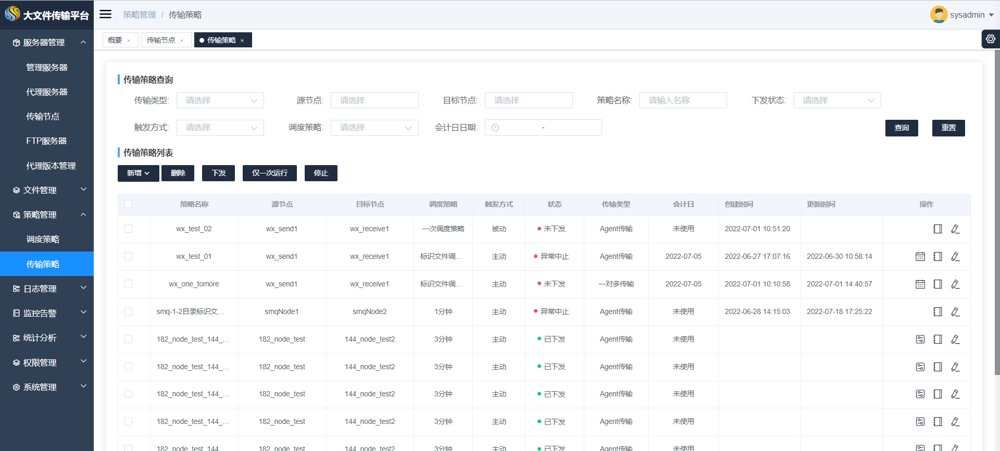 大文件传输平台
策略管理 / 传输策略
sysadmin
概要 ×
传输节点 ×
传输策略 ×
服务器管理
管理服务器
代理服务器
传输节点
FTP服务器
代理版本管理
文件管理
策略管理
调度策略
传输策略
日志管理
监控告警
统计分析
权限管理
系统管理
传输策略查询
传输类型: 请选择 源节点: 请选择 目标节点: 请选择 策略名称: 请输入名称 下发状态: 请选择
触发方式: 请选择 调度策略: 请选择 会计日日期: - 查询 重置
传输策略列表
新增 删除 下发 仅一次运行 停止
策略名称 源节点 目标节点 调度策略 触发方式 状态 传输类型 会计日 创建时间 更新时间 操作
wx_test_02 wx_send1 wx_receive1 一次调度策略 被动 未下发 Agent传输 未使用 2022-07-01 10:51:20
wx_test_01 wx_send1 wx_receive1 标识文件调... 主动 异常中止 Agent传输 2022-07-05 2022-06-27 17:07:16 2022-06-30 10:58:14
wx_one_tomore wx_send1 wx_receive1 标识文件调... 主动 未下发 一对多传输 2022-07-05 2022-07-01 10:10:58 2022-07-01 14:40:57
smq-1-2目录标识文... smqNode1 smqNode2 1分钟 主动 异常中止 Agent传输 未使用 2022-06-28 14:15:03 2022-07-18 17:25:22
182_node_test_144_... 182_node_test 144_node_test2 3分钟 主动 已下发 Agent传输 未使用
182_node_test_144_... 182_node_test 144_node_test2 3分钟 主动 已下发 Agent传输 未使用
182_node_test_144_... 182_node_test 144_node_test2 3分钟 主动 已下发 Agent传输 未使用
182_node_test_144_... 182_node_test 144_node_test2 3分钟 主动 已下发 Agent传输 未使用
182_node_test_144_... 182_node_test 144_node_test2 3分钟 主动 已下发 Agent传输 未使用